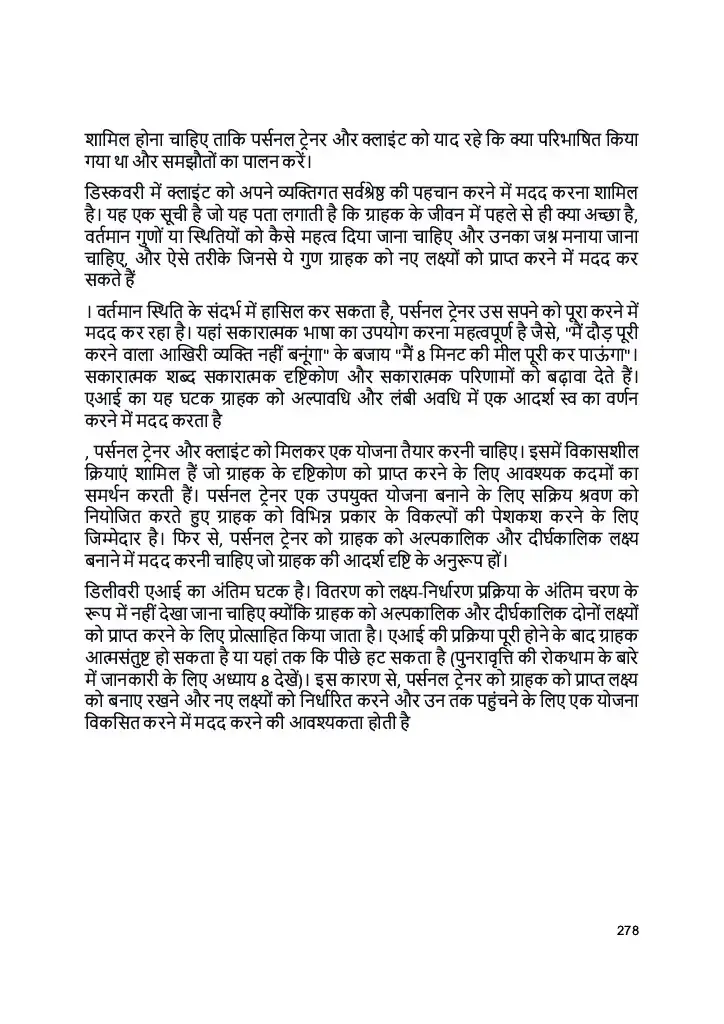 शामिल होना चाहिए ताकि पर्सनल ट्रेनर और क्लाइंट को याद रहे कि क्या परिभाषित किया
गया था और समझौतों का पालन करें।
डिस्कवरी में क्लाइंट को अपने व्यक्तिगत सर्वश्रेष्ठ की पहचान करने में मदद करना शामिल
है। यह एक सूची है जो यह पता लगाती है कि ग्राहक के जीवन में पहले से ही क्या अच्छा है,
वर्तमान गुणों या स्थितियों को कैसे महत्व दिया जाना चाहिए और उनका जश्न मनाया जाना
चाहिए, और ऐसे तरीके जिनसे ये गुण ग्राहक को नए लक्ष्यों को प्राप्त करने में मदद कर
सकते हैं
। वर्तमान स्थिति के संदर्भ में हासिल कर सकता है, पर्सनल ट्रेनर उस सपने को पूरा करने में
मदद कर रहा है। यहां सकारात्मक भाषा का उपयोग करना महत्वपूर्ण है जैसे, "मैं दौड़ पूरी
करने वाला आखिरी व्यक्ति नहीं बनूंगा" के बजाय "मैं 8 मिनट की मील पूरी कर पाऊंगा"।
सकारात्मक शब्द सकारात्मक दृष्टिकोण और सकारात्मक परिणामों को बढ़ावा देते हैं।
एआई का यह घटक ग्राहक को अल्पावधि और लंबी अवधि में एक आदर्श स्व का वर्णन
करने में मदद करता है
, पर्सनल ट्रेनर और क्लाइंट को मिलकर एक योजना तैयार करनी चाहिए। इसमें विकासशील
क्रियाएं शामिल हैं जो ग्राहक के दृष्टिकोण को प्राप्त करने के लिए आवश्यक कदमों का
समर्थन करती हैं। पर्सनल ट्रेनर एक उपयुक्त योजना बनाने के लिए सक्रिय श्रवण को
नियोजित करते हुए ग्राहक को विभिन्न प्रकार के विकल्पों की पेशकश करने के लिए
जिम्मेदार है। फिर से, पर्सनल ट्रेनर को ग्राहक को अल्पकालिक और दीर्घकालिक लक्ष्य
बनाने में मदद करनी चाहिए जो ग्राहक की आदर्श दृष्टि के अनुरूप हों।
डिलीवरी एआई का अंतिम घटक है। वितरण को लक्ष्य-निर्धारण प्रक्रिया के अंतिम चरण के
रूप में नहीं देखा जाना चाहिए क्योंकि ग्राहक को अल्पकालिक और दीर्घकालिक दोनों लक्ष्यों
को प्राप्त करने के लिए प्रोत्साहित किया जाता है। एआई की प्रक्रिया पूरी होने के बाद ग्राहक
आत्मसंतुष्ट हो सकता है या यहां तक कि पीछे हट सकता है (पुनरावृत्ति की रोकथाम के बारे
में जानकारी के लिए अध्याय 8 देखें)। इस कारण से, पर्सनल ट्रेनर को ग्राहक को प्राप्त लक्ष्य
को बनाए रखने और नए लक्ष्यों को निर्धारित करने और उन तक पहुंचने के लिए एक योजना
विकसित करने में मदद करने की आवश्यकता होती है
278